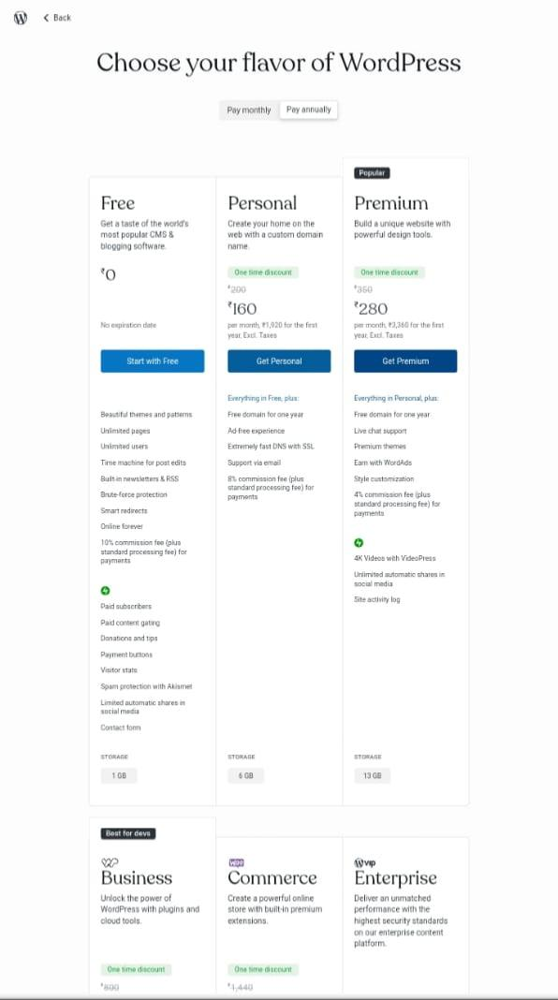 Back
Choose your flavor of WordPress
Pay monthly
Pay annually
Free
Get a taste of the world's
most popular CMS &
blogging software.
₹0
No expiration date
Start with Free
Beautiful themes and patterns
Unlimited pages
Unlimited users
Time machine for post edits
Built-in newsletters & RSS
Brute-force protection
Smart redirects
Online forever
10% commission fee (plus
standard processing fee) for
payments
Paid subscribers
Paid content gating
Donations and tips
Payment buttons
Visitor stats
Spam protection with Akismet
Limited automatic shares in
social media
Contact form
STORAGE
1 GB
Personal
Create your home on the
web with a custom domain
name.
One time discount
₹200
₹160
per month, ₹1,920 for the first
year, Excl. Taxes
Get Personal
Everything in Free, plus:
Free domain for one year
Ad-free experience
Extremely fast DNS with SSL
Support via email
8% commission fee (plus
standard processing fee) for
payments
STORAGE
6 GB
Popular
Premium
Build a unique website with
powerful design tools.
One time discount
₹350
₹280
per month, ₹3,360 for the first
year, Excl. Taxes
Get Premium
Everything in Personal, plus:
Free domain for one year
Live chat support
Premium themes
Earn with WordAds
Style customization
4% commission fee (plus
standard processing fee) for
payments
4K Videos with VideoPress
Unlimited automatic shares in
social media
Site activity log
STORAGE
13 GB
Best for devs
Business
Unlock the power of
WordPress with plugins and
cloud tools.
One time discount
₹800
Woo
Commerce
Create a powerful online
store with built-in premium
extensions.
One time discount
₹1,440
vip
Enterprise
Deliver an unmatched
performance with the
highest security standards
on our enterprise content
platform.